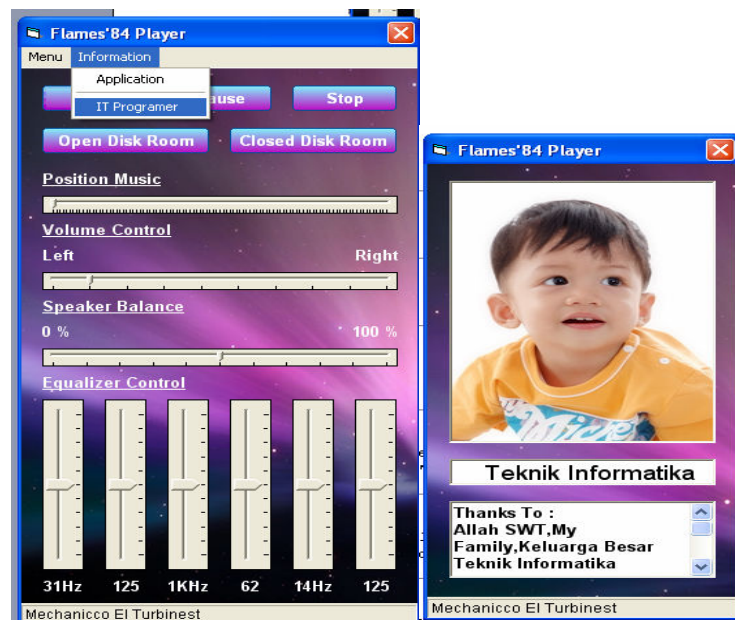 Flames'84 Player
Menu Information
Application
IT Programer
ause Stop
Open Disk Room Closed Disk Room
Position Music
Volume Control
Left Right
Speaker Balance
0 % 100 %
Equalizer Control
31Hz 125 1KHz 62 14Hz 125
Mechanicco El Turbinest
Flames'84 Player
Teknik Informatika
Thanks To :
Allah SWT,My
Family,Keluarga Besar
Teknik Informatika
Mechanicco El Turbinest